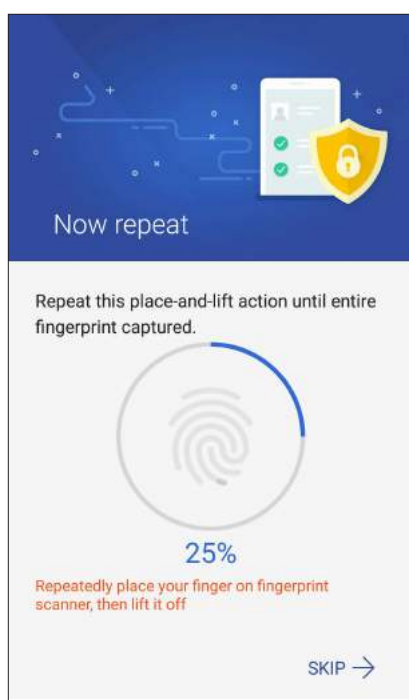 Now repeat
Repeat this place-and-lift action until entire
fingerprint captured.
25%
Repeatedly place your finger on fingerprint
scanner, then lift it off
SKIP